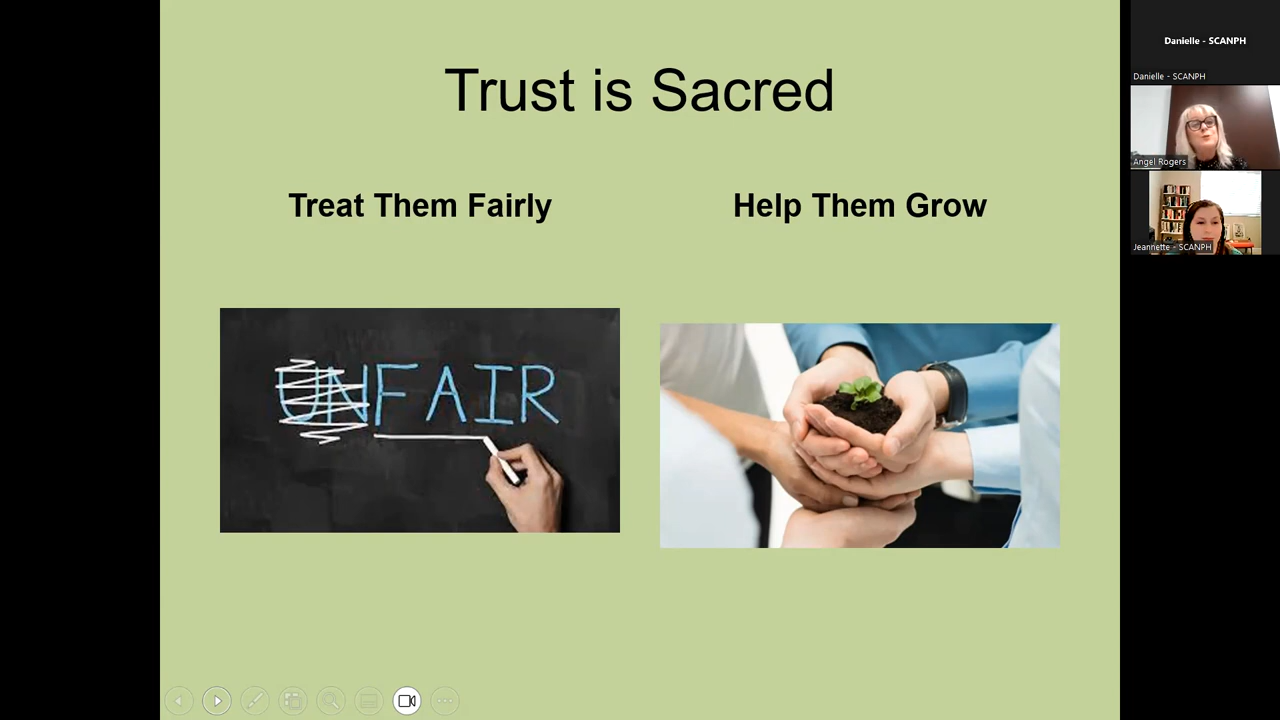 Trust is Sacred
Treat Them Fairly
Help Them Grow
UNFAIR
Danielle - SCANPH
Danielle - SCANPH
Angel Rogers
Jeannette - SCANPH